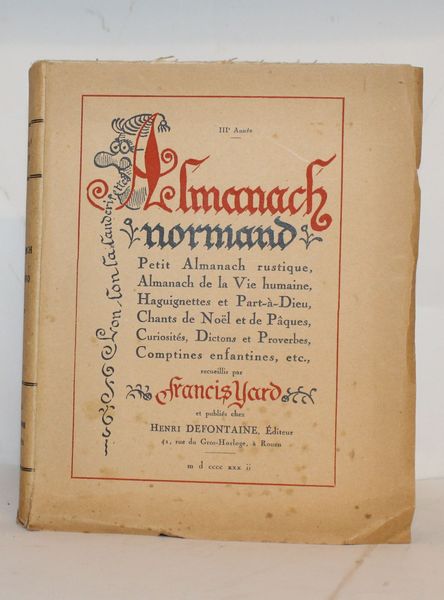 IIIe Année
Almanach
normand
Petit Almanach rustique,
Almanach de la Vie humaine,
Haguignettes et Part-à-Dieu,
Chants de Noël et de Pâques,
Curiosités, Dictons et Proverbes,
Comptines enfantines, etc.,
recueillis par
Francis Yard
et publiés chez
HENRI DEFONTAINE, Éditeur
41, rue du Gros-Horloge, à Rouen
m d cccc xxx ii